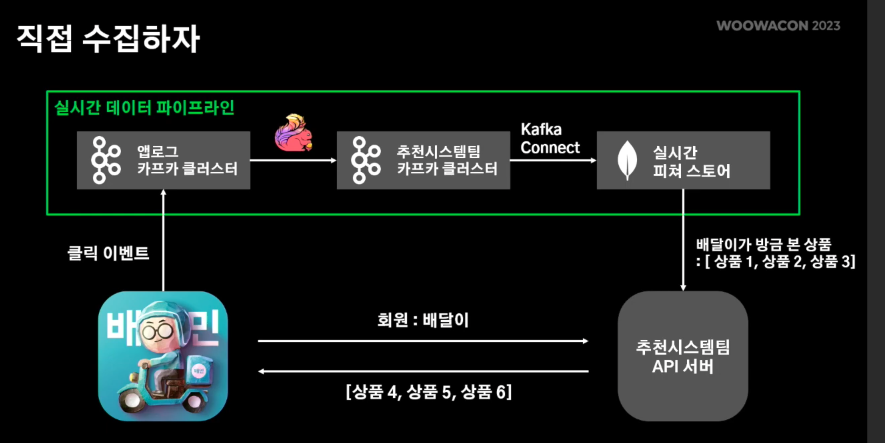 직접 수집하자
WOOWACON 2023
실시간 데이터 파이프라인
앱로그
카프카 클러스터
추천시스템팀
카프카 클러스터
Kafka
Connect
실시간
피쳐 스토어
클릭 이벤트
배달이가 방금 본 상품
: [ 상품 1, 상품 2, 상품 3]
배민
배민
회원 : 배달이
[상품 4, 상품 5, 상품 6]
추천시스템팀
API 서버